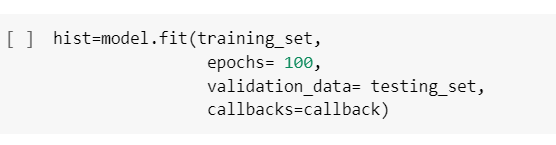 [ ] hist=model.fit(training_set,
epochs= 100,
validation_data= testing_set,
callbacks=callback)